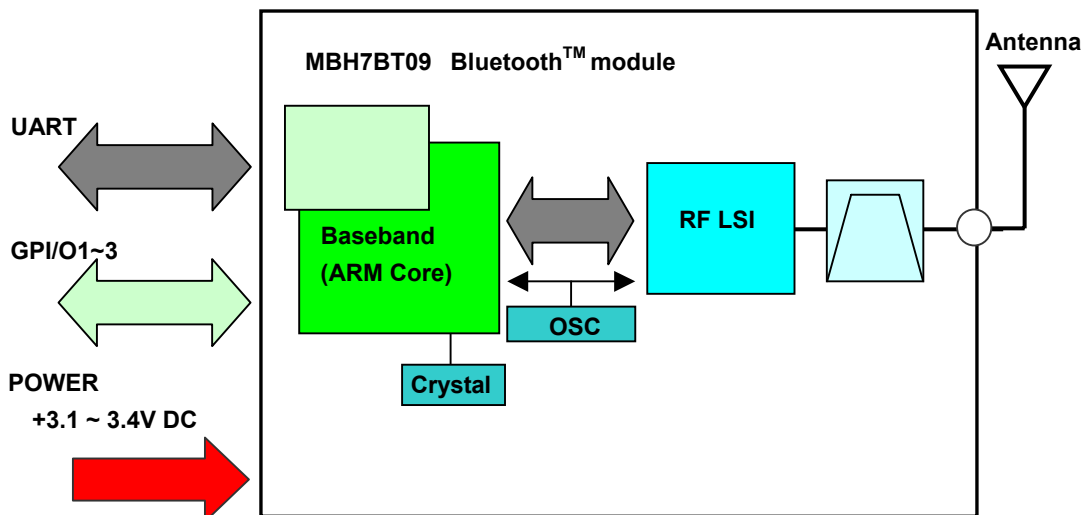 Antenna
MBH7BT09 Bluetooth™ module
UART
GPI/O1~3
Baseband
(ARM Core)
RF LSI
OSC
Crystal
POWER
+3.1 ~ 3.4V DC